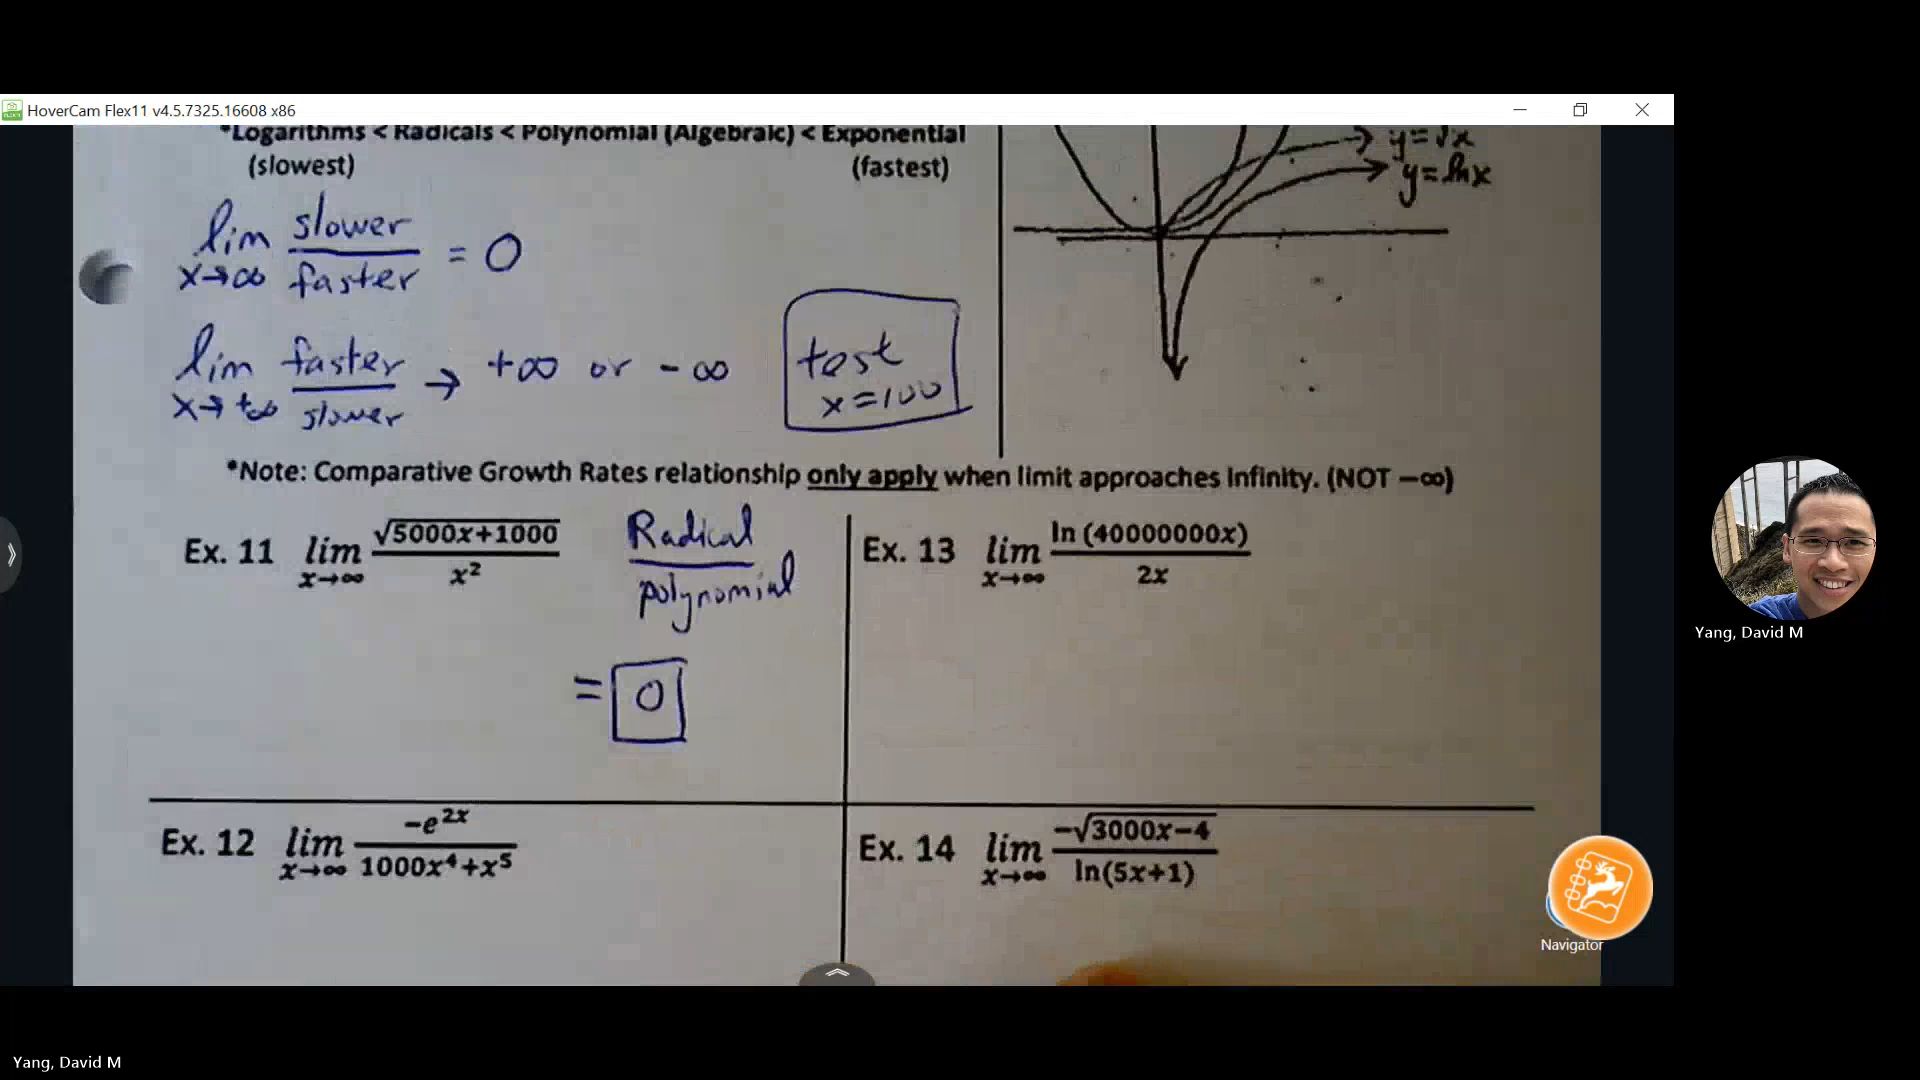 HoverCam Flex11 v4.5.7325.16608 x86
*Logarithms < Radicals < Polynomial (Algebraic) < Exponential
(slowest) (fastest)
y=√x
y=lnx
lim x→∞ slower/faster = 0
lim x→+∞ faster/slower → +∞ or -∞
test
x=100
*Note: Comparative Growth Rates relationship only apply when limit approaches infinity. (NOT −∞)
Ex. 11 lim x→∞ √5000x+1000 / x²
Radical
polynomial
= 0
Ex. 13 lim x→∞ ln (40000000x) / 2x
Ex. 12 lim x→∞ -e^2x / 1000x⁴+x⁵
Ex. 14 lim x→∞ −√3000x−4 / ln(5x+1)
Navigator
Yang, David M
Yang, David M